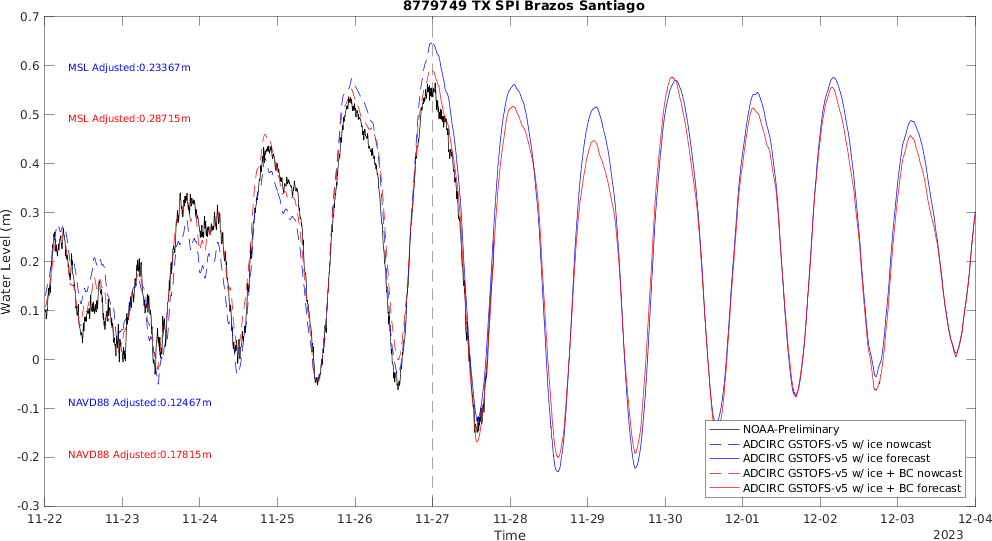 8779749 TX SPI Brazos Santiago
0.7
0.6
0.5
0.4
0.3
0.2
0.1
0
-0.1
-0.2
-0.3
Water Level (m)
MSL Adjusted:0.23367m
MSL Adjusted:0.28715m
NAVD88 Adjusted:0.12467m
NAVD88 Adjusted:0.17815m
NOAA-Preliminary
ADCIRC GSTOFS-v5 w/ ice nowcast
ADCIRC GSTOFS-v5 w/ ice forecast
ADCIRC GSTOFS-v5 w/ ice + BC nowcast
ADCIRC GSTOFS-v5 w/ ice + BC forecast
11-22 11-23 11-24 11-25 11-26 11-27 11-28 11-29 11-30 12-01 12-02 12-03 12-04
Time
2023